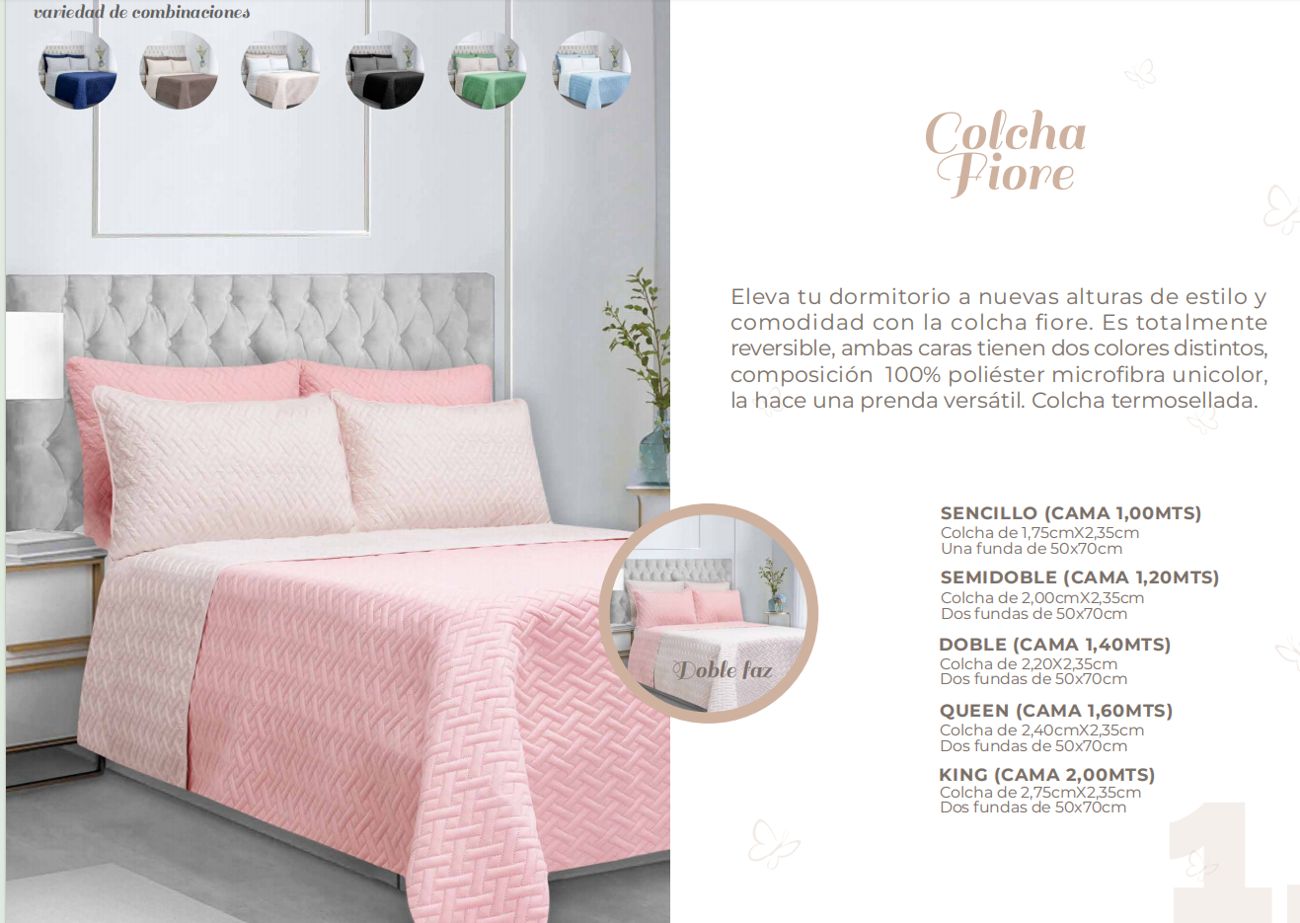 variedad de combinaciones
Colcha
Fiore
Eleva tu dormitorio a nuevas alturas de estilo y
comodidad con la colcha fiore. Es totalmente
reversible, ambas caras tienen dos colores distintos,
composición 100% poliéster microfibra unicolor,
la hace una prenda versátil. Colcha termosellada.
Doble faz
SENCILLO (CAMA 1,00MTS)
Colcha de 1,75cmX2,35cm
Una funda de 50x70cm
SEMIDOBLE (CAMA 1,20MTS)
Colcha de 2,00cmX2,35cm
Dos fundas de 50x70cm
DOBLE (CAMA 1,40MTS)
Colcha de 2,20X2,35cm
Dos fundas de 50x70cm
QUEEN (CAMA 1,60MTS)
Colcha de 2,40cmX2,35cm
Dos fundas de 50x70cm
KING (CAMA 2,00MTS)
Colcha de 2,75cmX2,35cm
Dos fundas de 50x70cm
1.